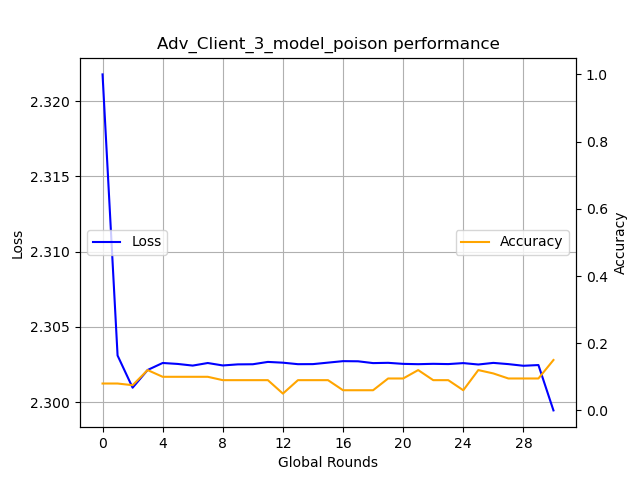 Adv_Client_3_model_poison performance
2.320
2.315
2.310
2.305
2.300
Loss
Loss
Accuracy
1.0
0.8
0.6
0.4
0.2
0.0
Accuracy
0 4 8 12 16 20 24 28
Global Rounds